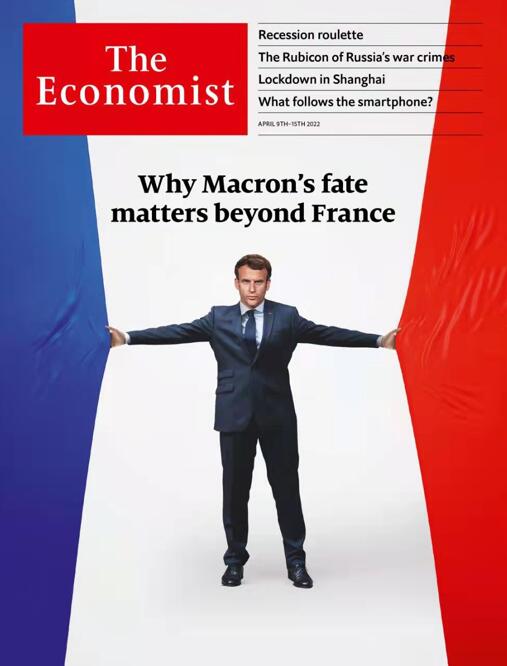 The
Economist
Recession roulette
The Rubicon of Russia's war crimes
Lockdown in Shanghai
What follows the smartphone?
APRIL 9TH–15TH 2022
Why Macron's fate
matters beyond France